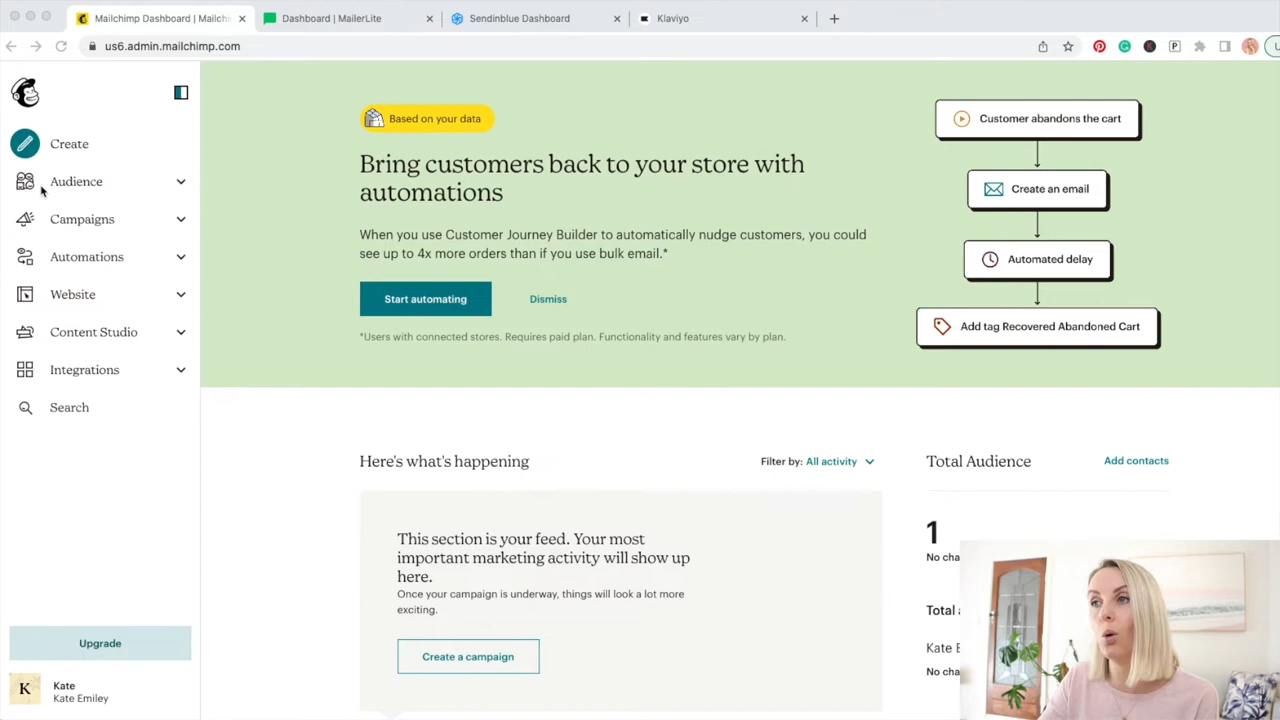 Mailchimp Dashboard | Mailchi
Dashboard | MailerLite
Sendinblue Dashboard
Klaviyo
us6.admin.mailchimp.com
Create
Audience
Campaigns
Automations
Website
Content Studio
Integrations
Search
Upgrade
K
Kate
Kate Emiley
Based on your data
Bring customers back to your store with
automations
When you use Customer Journey Builder to automatically nudge customers, you could
see up to 4x more orders than if you use bulk email.*
Start automating
Dismiss
*Users with connected stores. Requires paid plan. Functionality and features vary by plan.
Customer abandons the cart
Create an email
Automated delay
Add tag Recovered Abandoned Cart
Here's what's happening
Filter by: All activity
This section is your feed. Your most
important marketing activity will show up
here.
Once your campaign is underway, things will look a lot more
exciting.
Create a campaign
Total Audience
Add contacts
1
No cha
Total a
Kate E
No cha